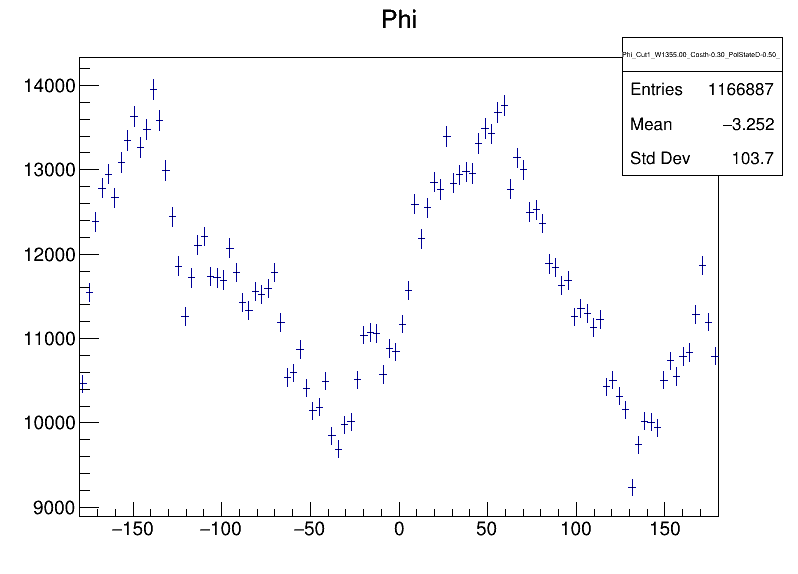 Phi
Phi_Cut1_W1355.00_Costh-0.30_PolStateD-0.50_
Entries 1166887
Mean −3.252
Std Dev 103.7
14000
13000
12000
11000
10000
9000
−150 −100 −50 0 50 100 150